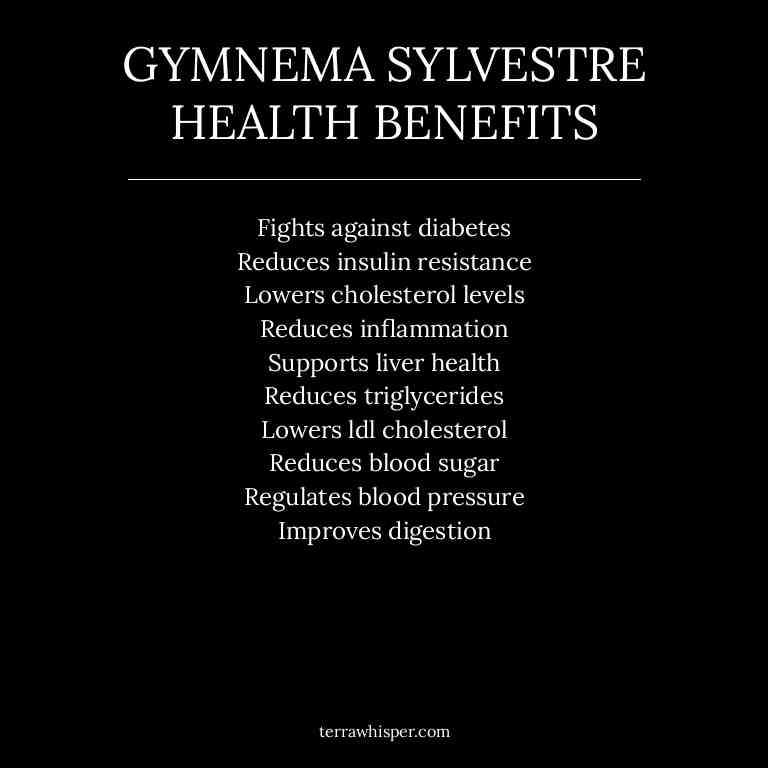 GYMNEMA SYLVESTRE
HEALTH BENEFITS
Fights against diabetes
Reduces insulin resistance
Lowers cholesterol levels
Reduces inflammation
Supports liver health
Reduces triglycerides
Lowers ldl cholesterol
Reduces blood sugar
Regulates blood pressure
Improves digestion
terrawhisper.com